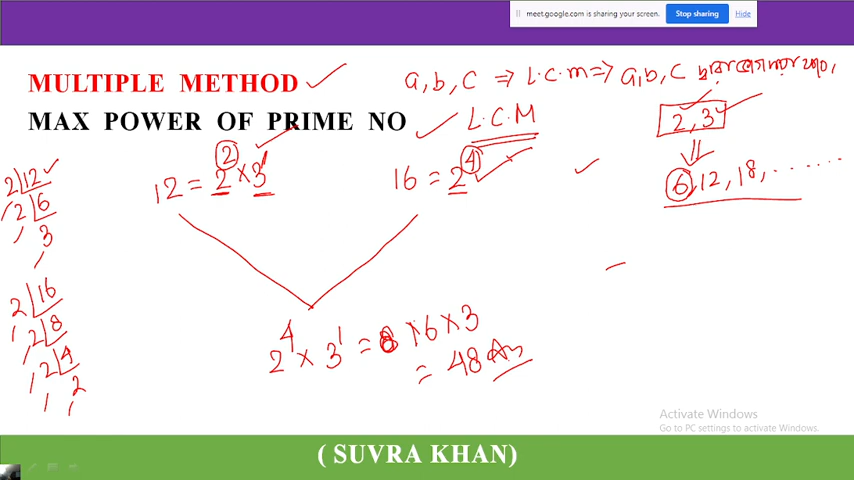 meet.google.com is sharing your screen. Stop sharing Hide
MULTIPLE METHOD
a, b, c ⇒ L.C.M ⇒ a, b, c
MAX POWER OF PRIME NO
L.C.M
2, 3
⇓
6, 12, 18, ......
12 = 2² × 3¹
16 = 2⁴
2 | 12
2 | 6
3
2 | 16
2 | 8
2 | 4
2
2⁴ × 3¹ = 16 × 3
= 48 Ans
Activate Windows
Go to PC settings to activate Windows.
( SUVRA KHAN)